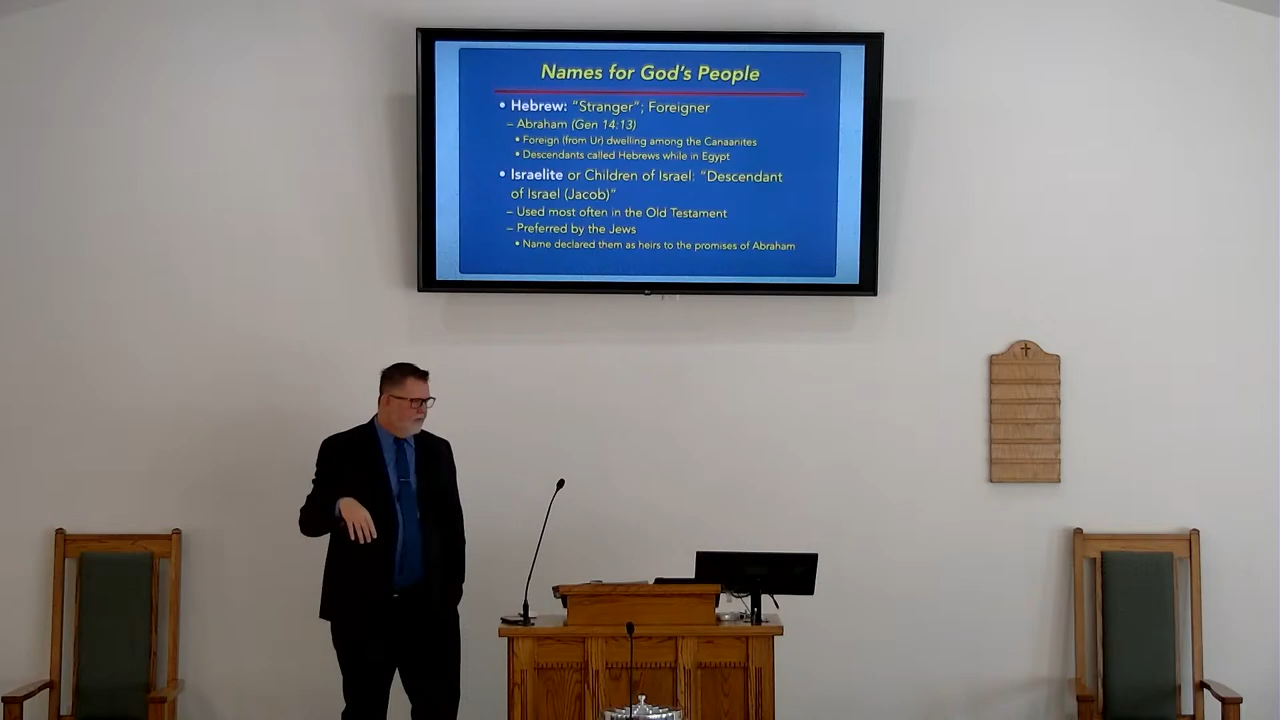 Names for God's People
• Hebrew: "Stranger"; Foreigner
– Abraham (Gen 14:13)
• Foreign (from Ur) dwelling among the Canaanites
• Descendants called Hebrews while in Egypt
• Israelite or Children of Israel: "Descendant
of Israel (Jacob)"
– Used most often in the Old Testament
– Preferred by the Jews
• Name declared them as heirs to the promises of Abraham